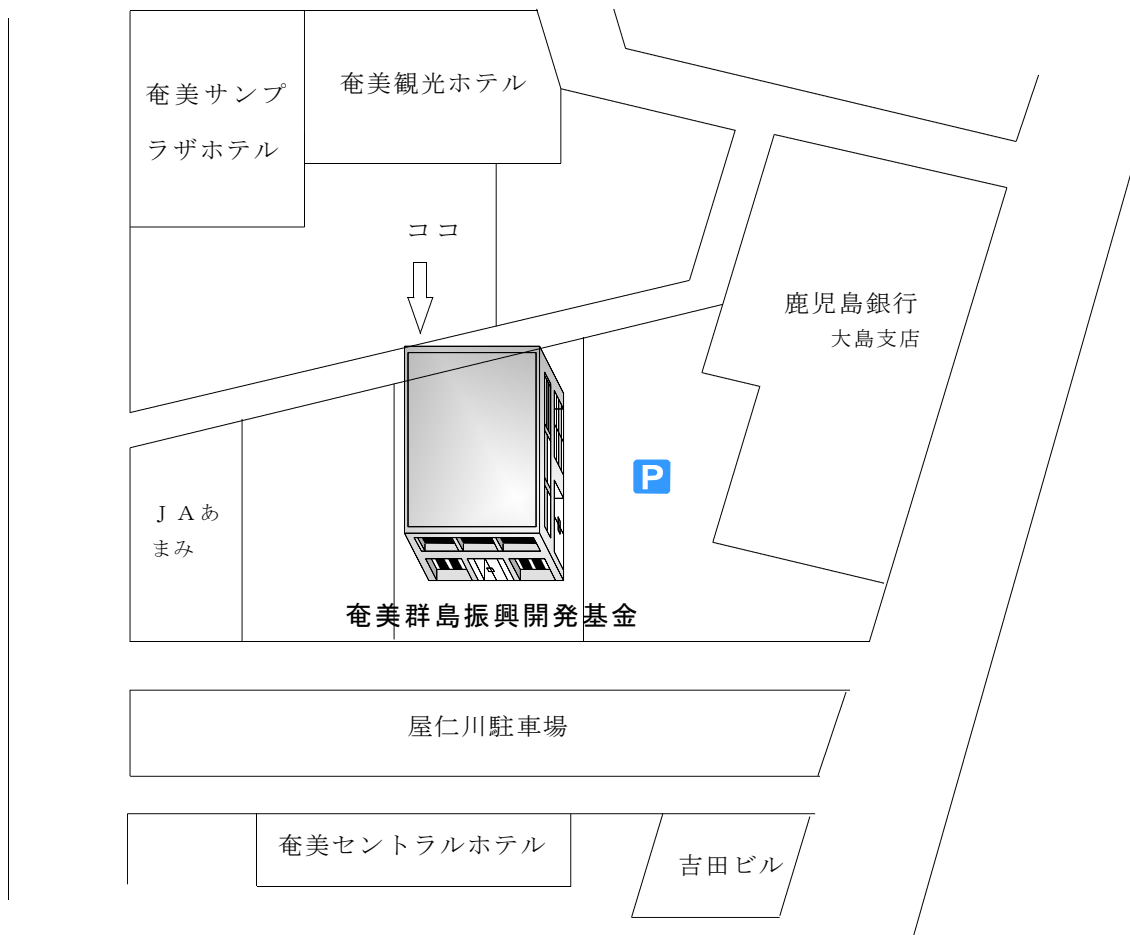 奄美サンプ
ラザホテル
奄美観光ホテル
ココ
鹿児島銀行
大島支店
P
ＪＡあ
まみ
奄美群島振興開発基金
屋仁川駐車場
奄美セントラルホテル
吉田ビル